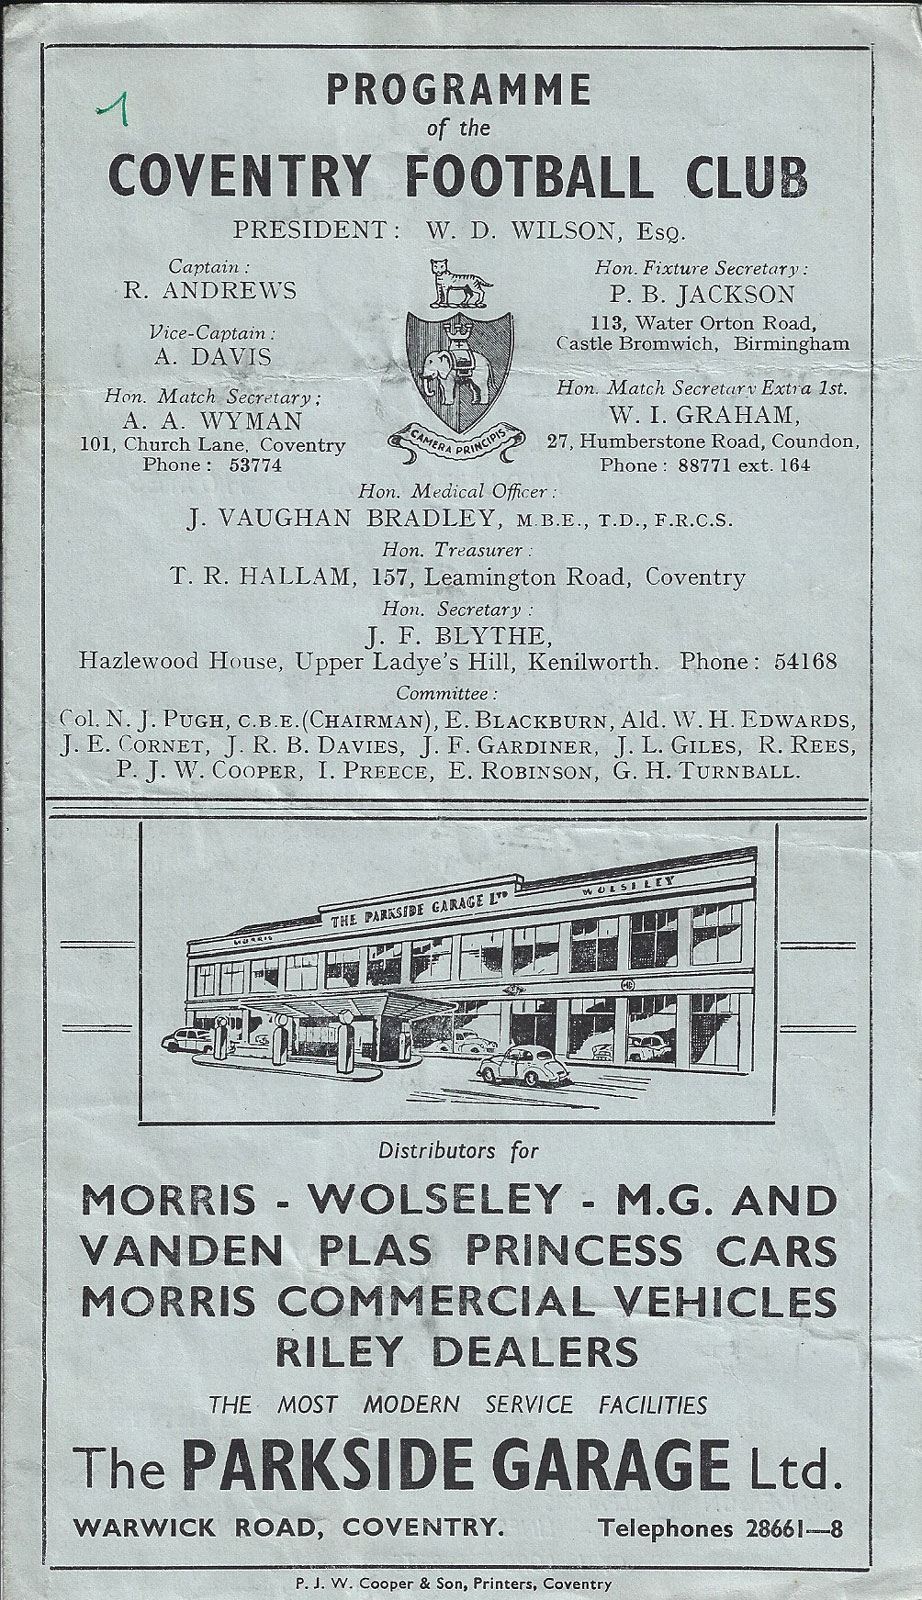 1
PROGRAMME
of the
COVENTRY FOOTBALL CLUB
PRESIDENT: W. D. WILSON, Esq.
Captain:
R. ANDREWS
Vice-Captain:
A. DAVIS
Hon. Match Secretary;
A. A. WYMAN
101, Church Lane, Coventry
Phone: 53774
CAMERA PRINCIPIS
Hon. Fixture Secretary:
P. B. JACKSON
113, Water Orton Road,
Castle Bromwich, Birmingham
Hon. Match Secretary Extra 1st.
W. I. GRAHAM,
27, Humberstone Road, Coundon,
Phone: 88771 ext. 164
Hon. Medical Officer:
J. VAUGHAN BRADLEY, M.B.E., T.D., F.R.C.S.
Hon. Treasurer:
T. R. HALLAM, 157, Leamington Road, Coventry
Hon. Secretary:
J. F. BLYTHE,
Hazlewood House, Upper Ladye's Hill, Kenilworth. Phone: 54168
Committee:
Col. N. J. PUGH, C.B.E. (CHAIRMAN), E. BLACKBURN, Ald. W. H. EDWARDS,
J. E. CORNET, J. R. B. DAVIES, J. F. GARDINER, J. L. GILES, R. REES,
P. J. W. COOPER, I. PREECE, E. ROBINSON, G. H. TURNBALL.
MORRIS THE PARKSIDE GARAGE LTD WOLSELEY
MG
Distributors for
MORRIS - WOLSELEY - M.G. AND
VANDEN PLAS PRINCESS CARS
MORRIS COMMERCIAL VEHICLES
RILEY DEALERS
THE MOST MODERN SERVICE FACILITIES
The PARKSIDE GARAGE Ltd.
WARWICK ROAD, COVENTRY. Telephones 28661—8
P. J. W. Cooper & Son, Printers, Coventry